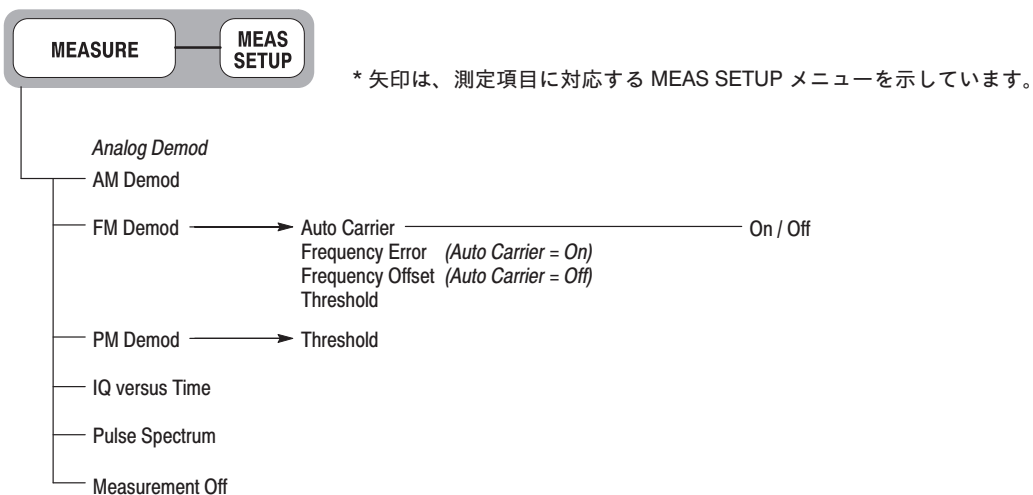 MEASURE
MEAS
SETUP
* 矢印は、測定項目に対応する MEAS SETUP メニューを示しています。
Analog Demod
AM Demod
FM Demod
Auto Carrier
On / Off
Frequency Error (Auto Carrier = On)
Frequency Offset (Auto Carrier = Off)
Threshold
PM Demod
Threshold
IQ versus Time
Pulse Spectrum
Measurement Off